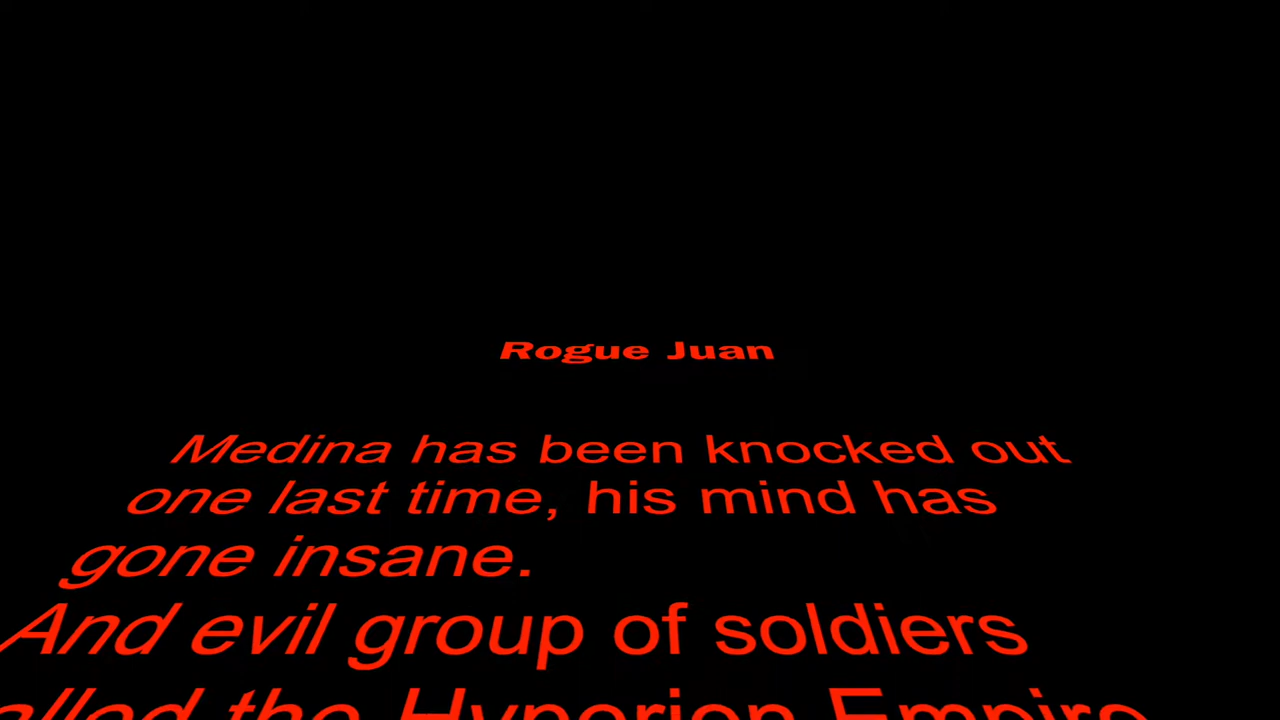 Rogue Juan
Medina has been knocked out
one last time, his mind has
gone insane.
And evil group of soldiers
called the Hyperion Empire